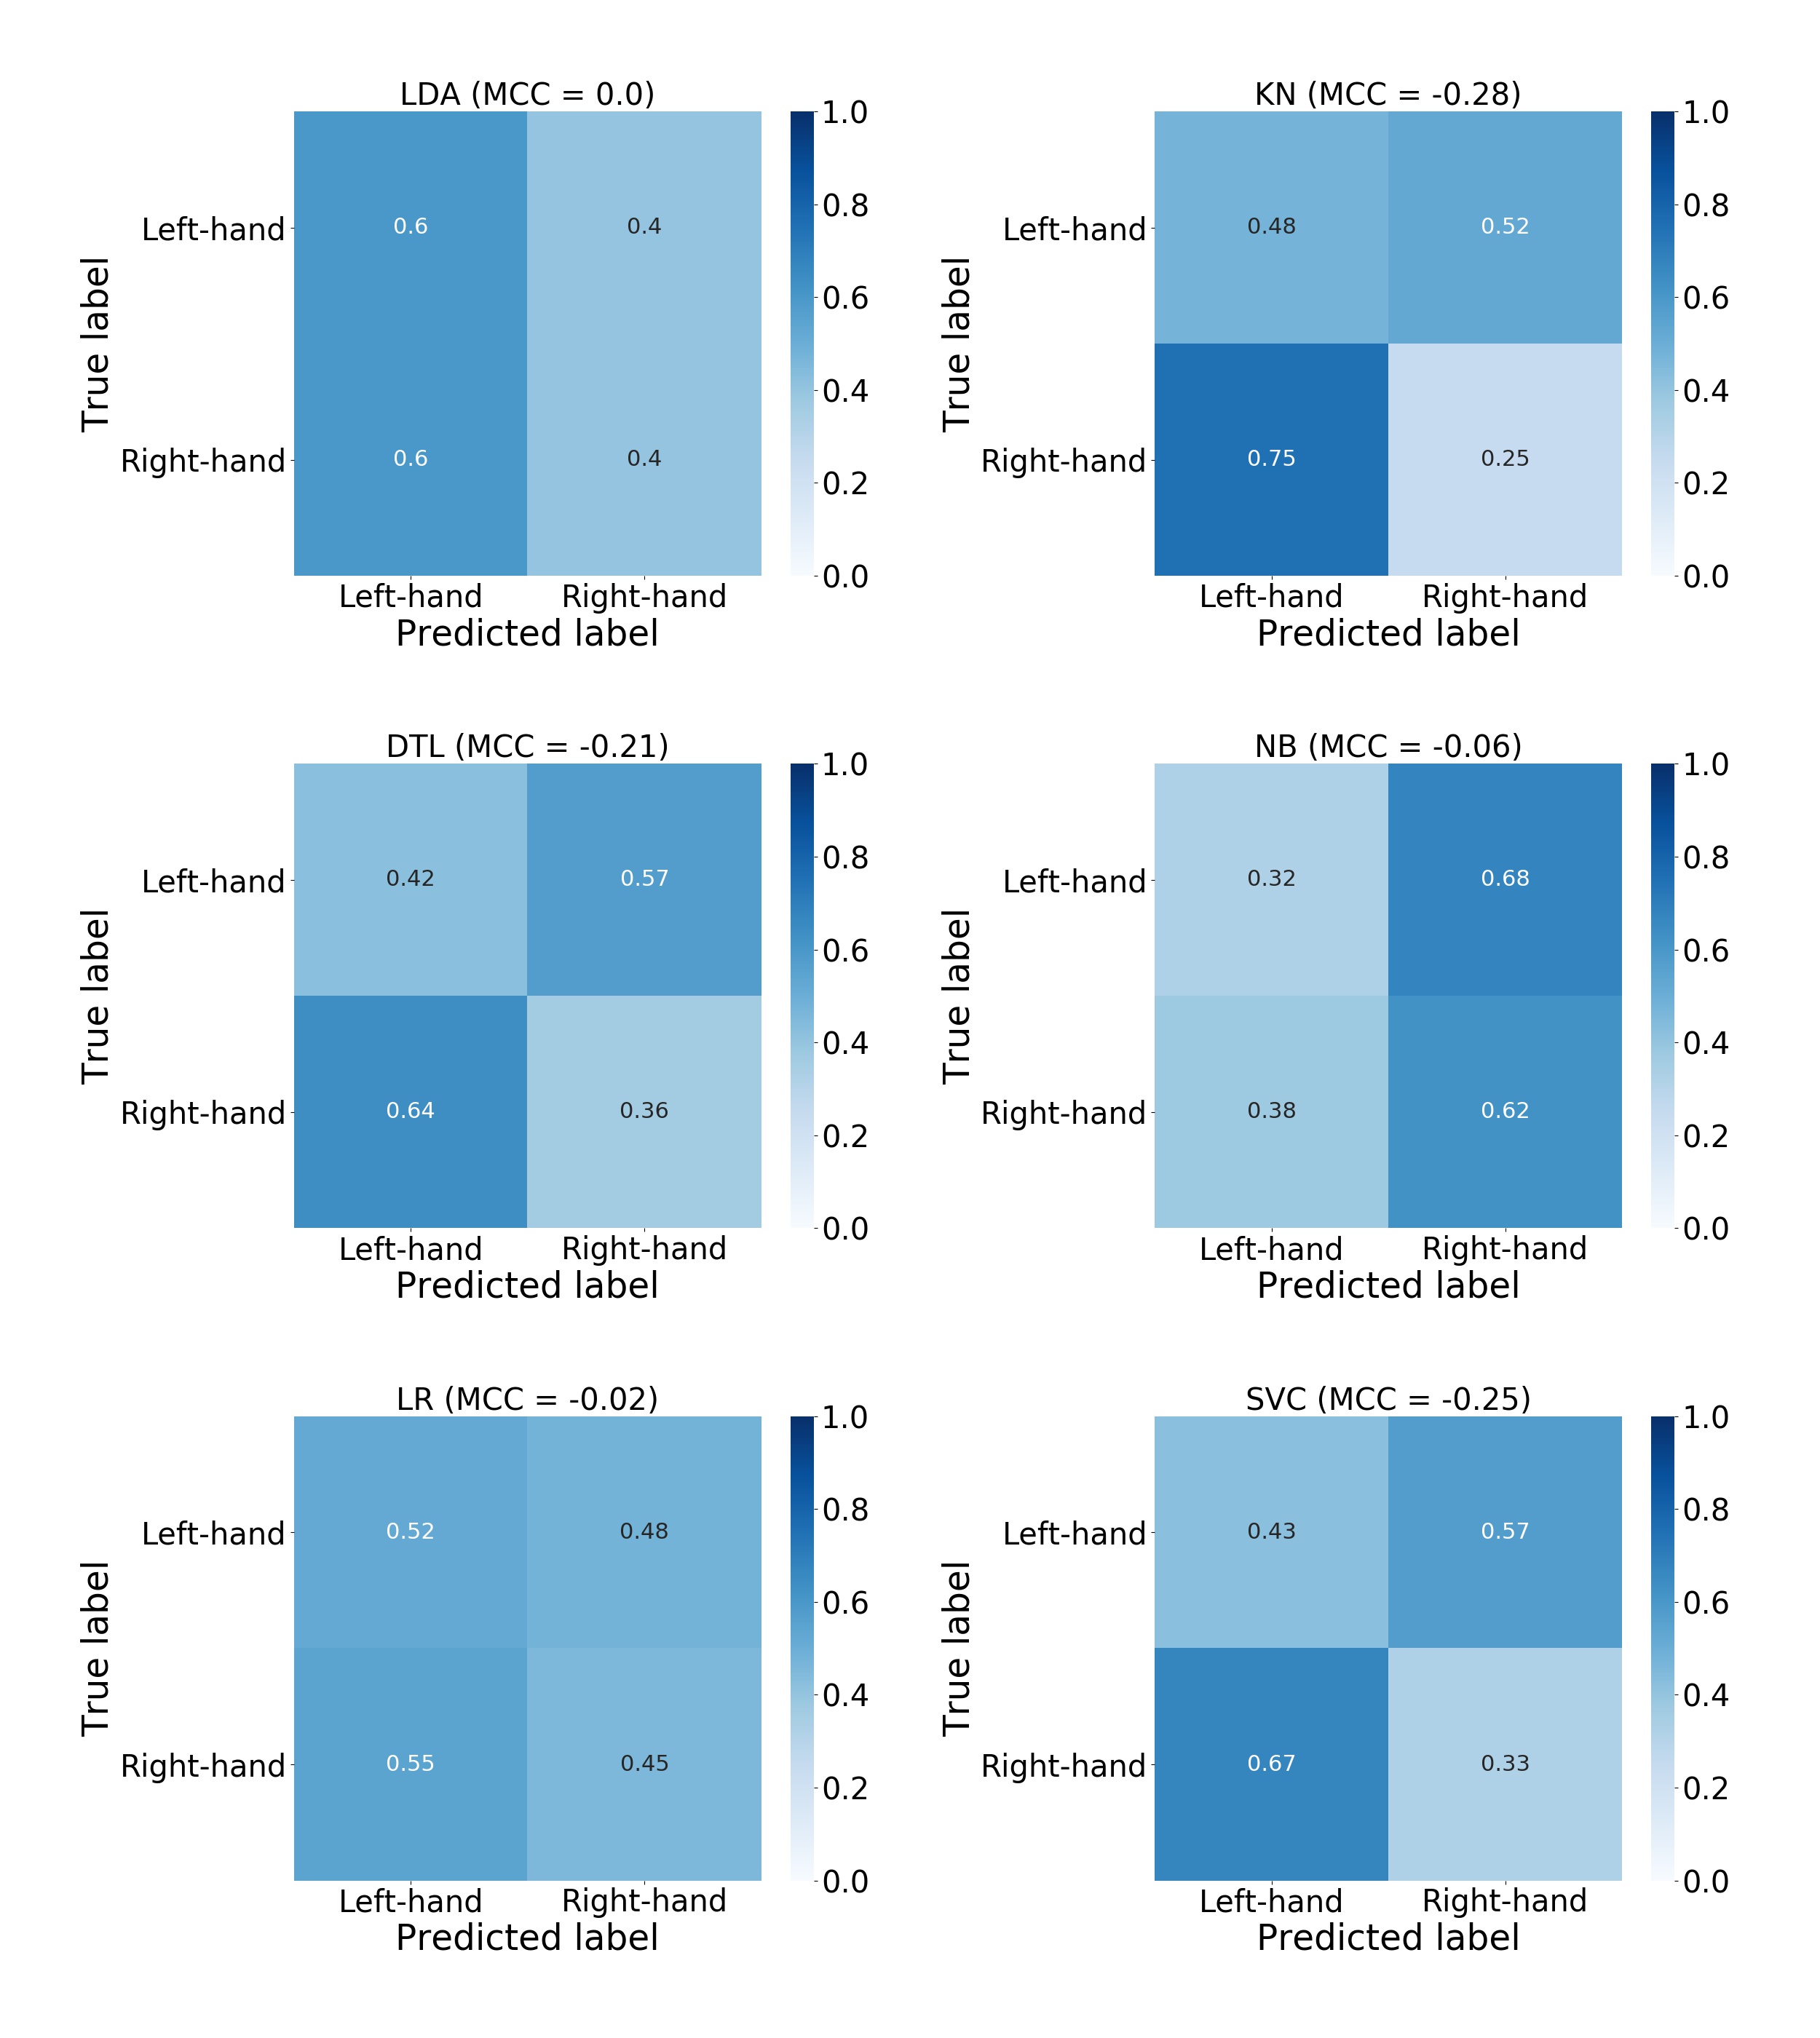 LDA (MCC = 0.0)
True label
Left-hand
0.6
0.4
Right-hand
0.6
0.4
Left-hand Right-hand
Predicted label
1.0
0.8
0.6
0.4
0.2
0.0
KN (MCC = -0.28)
True label
Left-hand
0.48
0.52
Right-hand
0.75
0.25
Left-hand Right-hand
Predicted label
1.0
0.8
0.6
0.4
0.2
0.0
DTL (MCC = -0.21)
True label
Left-hand
0.42
0.57
Right-hand
0.64
0.36
Left-hand Right-hand
Predicted label
1.0
0.8
0.6
0.4
0.2
0.0
NB (MCC = -0.06)
True label
Left-hand
0.32
0.68
Right-hand
0.38
0.62
Left-hand Right-hand
Predicted label
1.0
0.8
0.6
0.4
0.2
0.0
LR (MCC = -0.02)
True label
Left-hand
0.52
0.48
Right-hand
0.55
0.45
Left-hand Right-hand
Predicted label
1.0
0.8
0.6
0.4
0.2
0.0
SVC (MCC = -0.25)
True label
Left-hand
0.43
0.57
Right-hand
0.67
0.33
Left-hand Right-hand
Predicted label
1.0
0.8
0.6
0.4
0.2
0.0